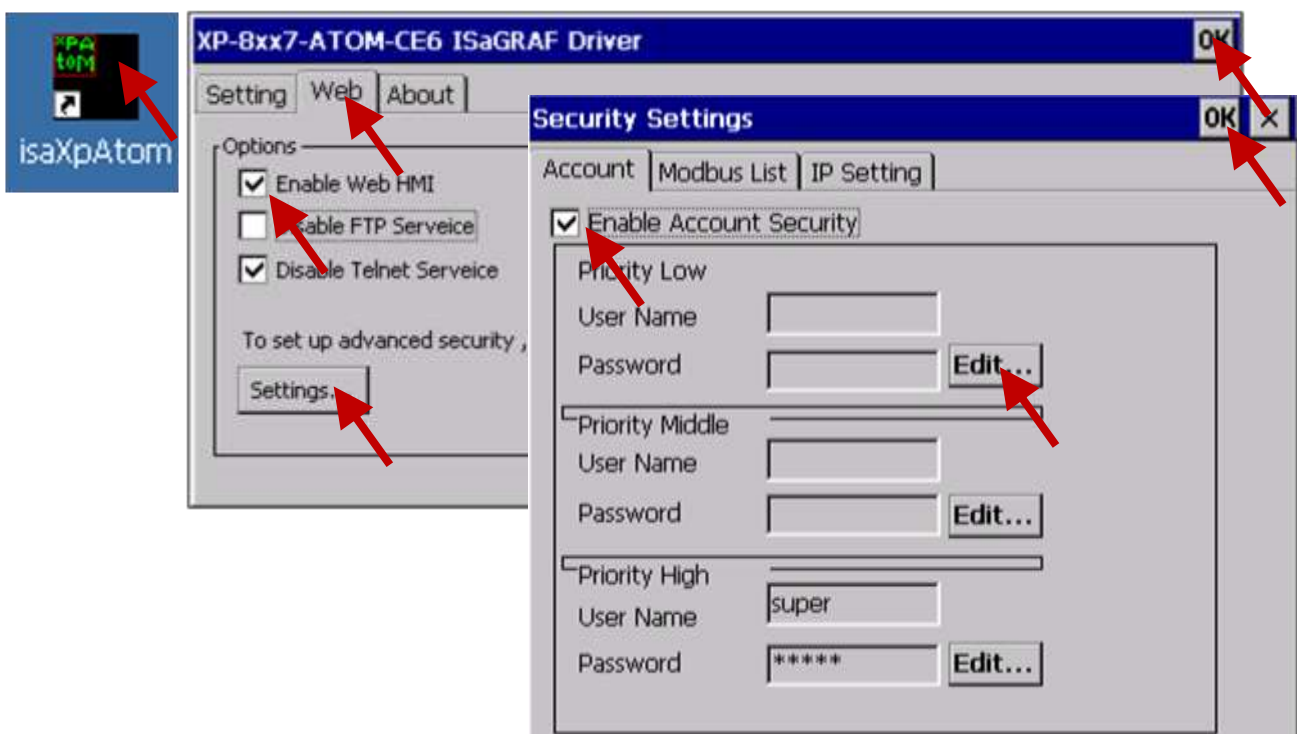 XPA
tom
isaXpAtom
XP-8xx7-ATOM-CE6 ISaGRAF Driver
OK
Setting
Web
About
Options
Enable Web HMI
FTP Serveice
Disable Telnet Serveice
To set up advanced security ,
Settings...
Security Settings
OK
Account
Modbus List
IP Setting
Enable Account Security
Priority Low
User Name
Password
Edit...
Priority Middle
User Name
Password
Edit...
Priority High
User Name
super
Password
*****
Edit...